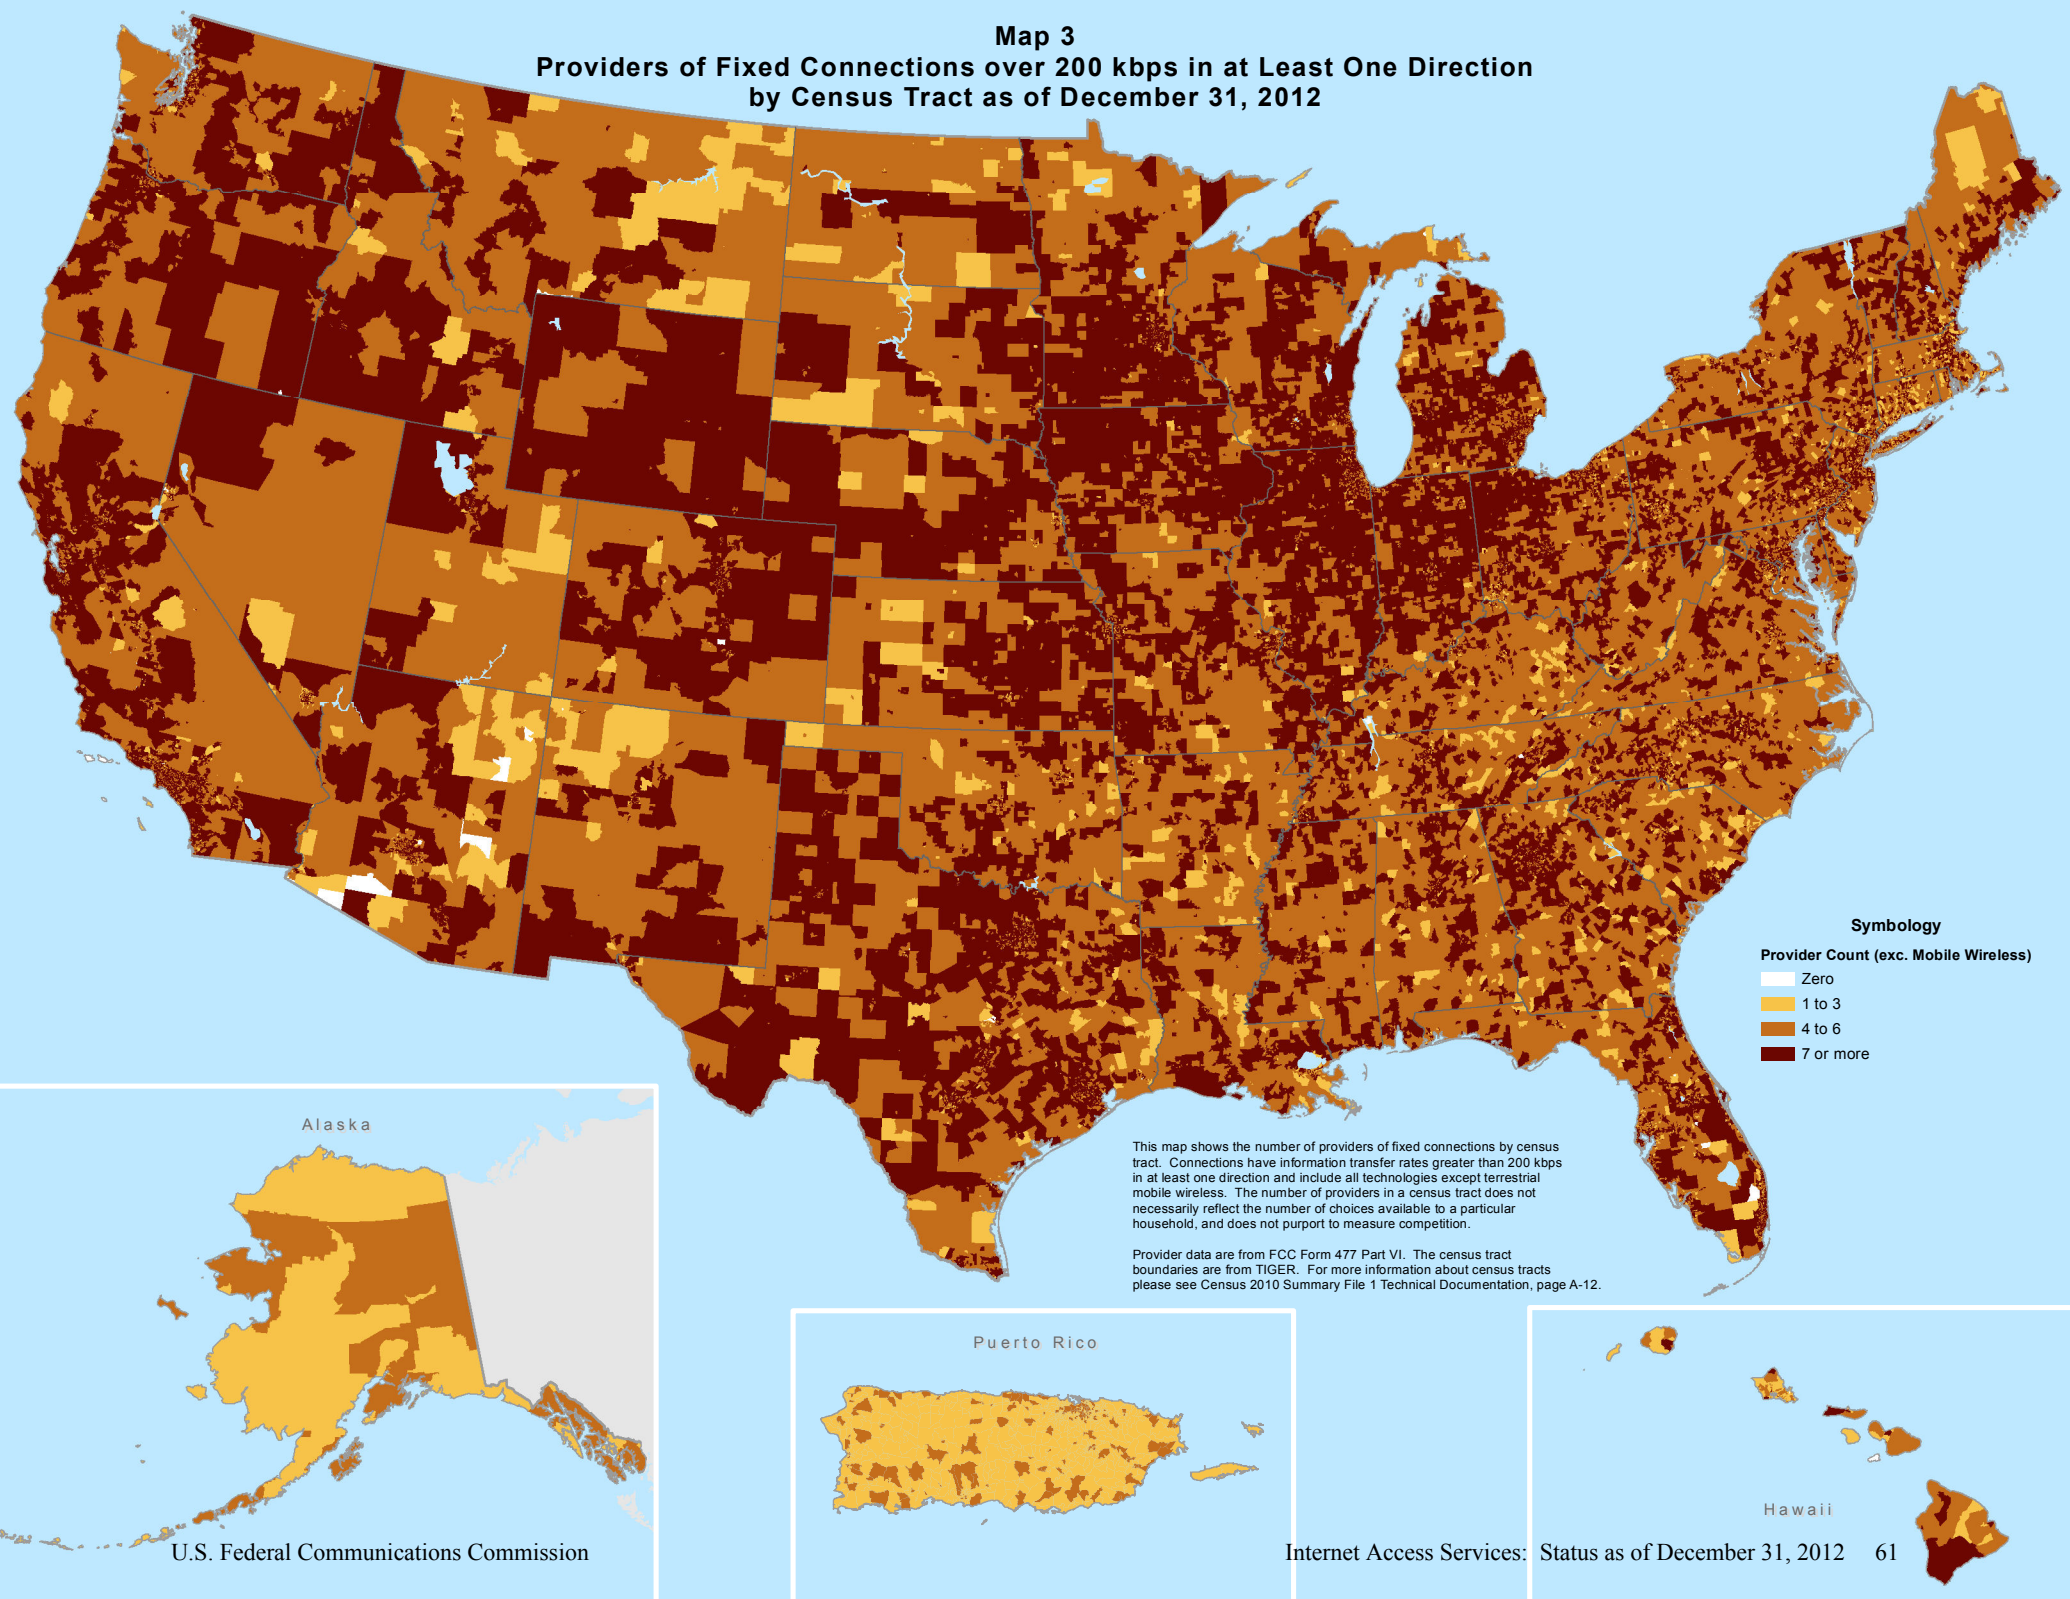 Map 3
Providers of Fixed Connections over 200 kbps in at Least One Direction
by Census Tract as of December 31, 2012
Symbology
Provider Count (exc. Mobile Wireless)
Zero
1 to 3
4 to 6
7 or more
Alaska
This map shows the number of providers of fixed connections by census
tract. Connections have information transfer rates greater than 200 kbps
in at least one direction and include all technologies except terrestrial
mobile wireless. The number of providers in a census tract does not
necessarily reflect the number of choices available to a particular
household, and does not purport to measure competition.
Provider data are from FCC Form 477 Part VI. The census tract
boundaries are from TIGER. For more information about census tracts
please see Census 2010 Summary File 1 Technical Documentation, page A-12.
Puerto Rico
Hawaii
U.S. Federal Communications Commission
Internet Access Services: Status as of December 31, 2012 61